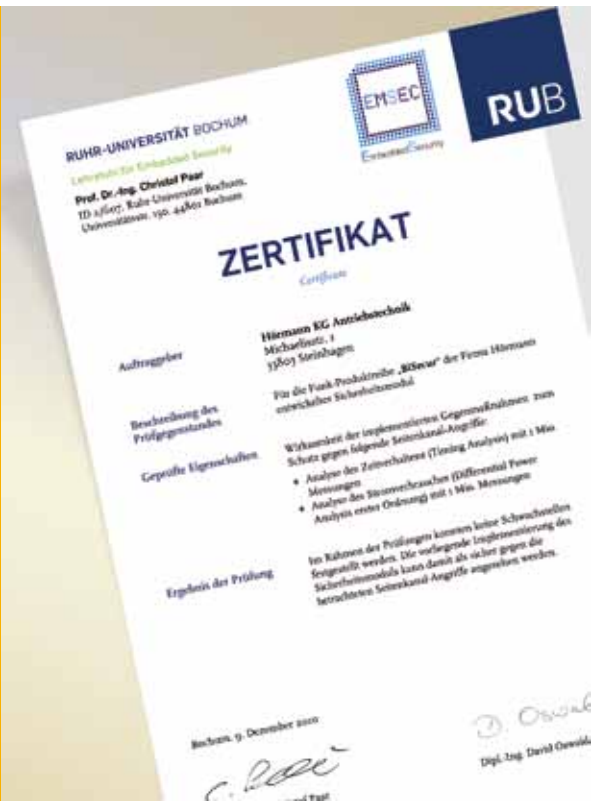 RUHR-UNIVERSITÄT BOCHUM
Lehrstuhl für Embedded Security
Prof. Dr.-Ing. Christof Paar
ID 2/607, Ruhr-Universität Bochum,
Universitätsstr. 150, 44801 Bochum
EMSEC
Embedded Security
RUB
ZERTIFIKAT
Certificate
Auftraggeber
Hörmann KG Antriebstechnik
Michaelisstr. 1
33803 Steinhagen
Beschreibung des
Prüfgegenstandes
Für die Funk-Produktreihe „BiSecur“ der Firma Hörmann
entwickeltes Sicherheitsmodul
Geprüfte Eigenschaften
Wirksamkeit der implementierten Gegenmaßnahmen zum
Schutz gegen folgende Seitenkanal-Angriffe:
• Analyse des Zeitverhaltens (Timing Analysis) mit 1 Mio.
Messungen
• Analyse des Stromverbrauches (Differential Power
Analysis erster Ordnung) mit 1 Mio. Messungen
Ergebnis der Prüfung
Im Rahmen der Prüfungen konnten keine Schwachstellen
festgestellt werden. Die vorliegende Implementierung des
Sicherheitsmoduls kann damit als sicher gegen die
betrachteten Seitenkanal-Angriffe angesehen werden.
Bochum, 9. Dezember 2010
D. Oswald
Dipl.-Ing. David Oswald
Paar